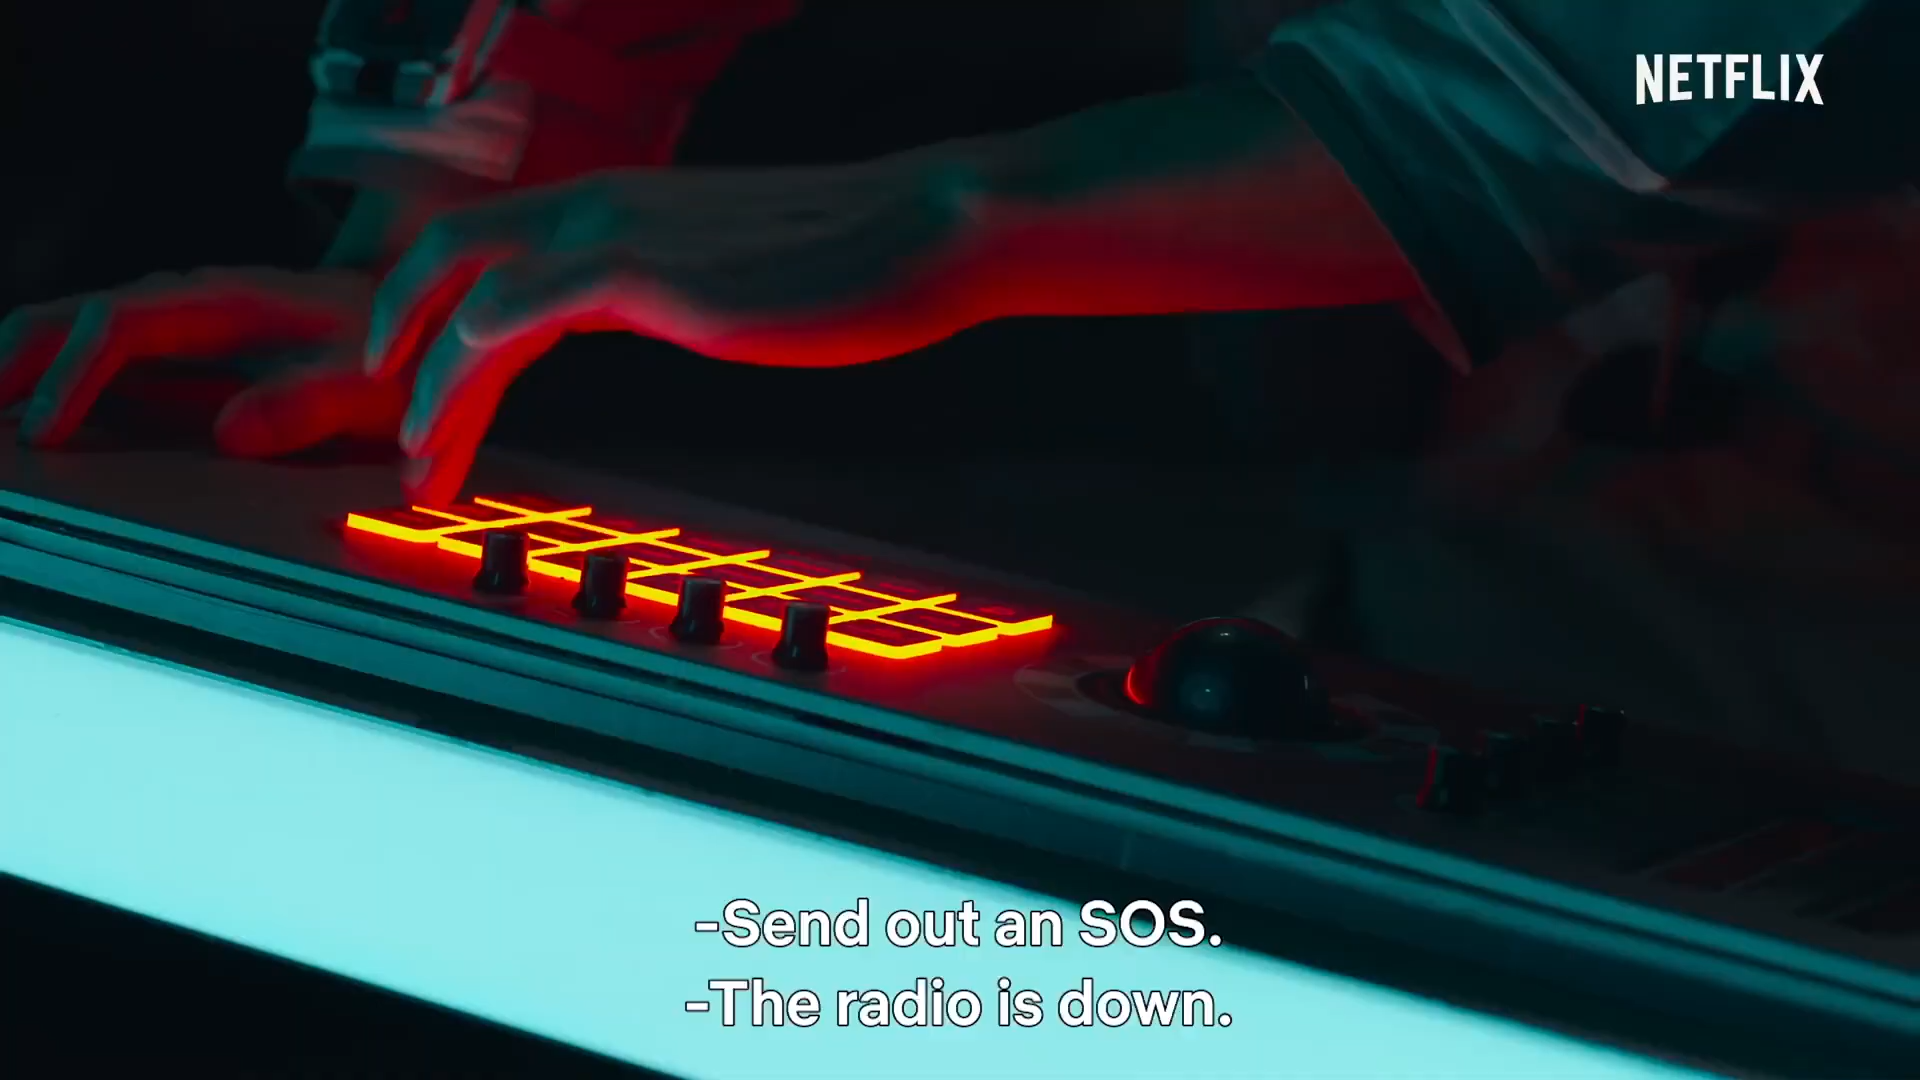 NETFLIX
-Send out an SOS.
-The radio is down.